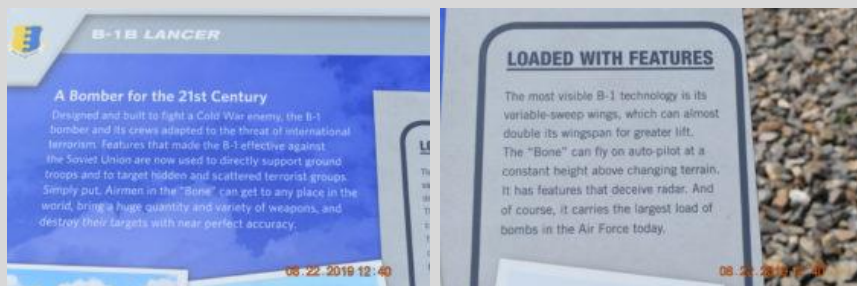 B-1B LANCER
A Bomber for the 21st Century
Designed and built to fight a Cold War enemy, the B-1
bomber and its crews adapted to the threat of international
terrorism. Features that made the B-1 effective against
the Soviet Union are now used to directly support ground
troops and to target hidden and scattered terrorist groups.
Simply put, Airmen in the "Bone" can get to any place in the
world, bring a huge quantity and variety of weapons, and
destroy their targets with near perfect accuracy.
08 22 2019 12:40
LOADED WITH FEATURES
The most visible B-1 technology is its
variable-sweep wings, which can almost
double its wingspan for greater lift.
The "Bone" can fly on auto-pilot at a
constant height above changing terrain.
It has features that deceive radar. And
of course, it carries the largest load of
bombs in the Air Force today.